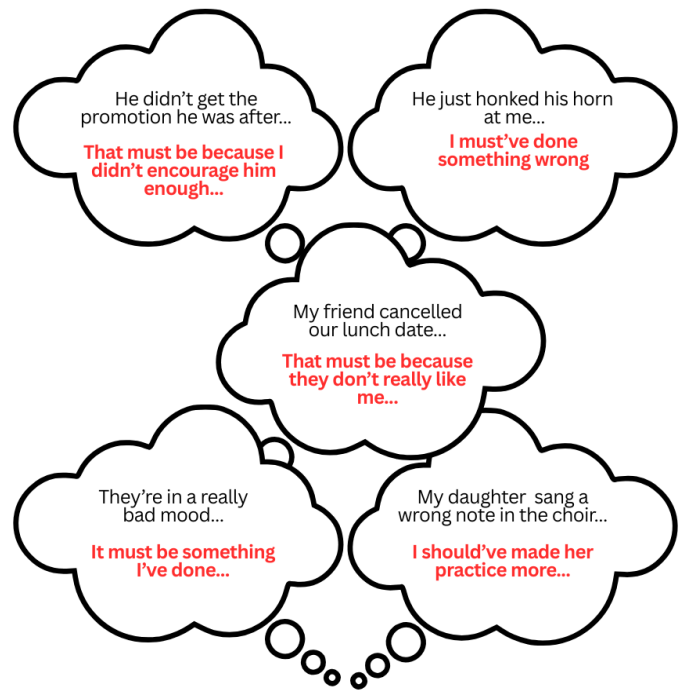 He didn’t get the
promotion he was after...
That must be because I
didn’t encourage him
enough...
He just honked his horn
at me...
I must’ve done
something wrong
My friend cancelled
our lunch date...
That must be because
they don’t really like
me...
They’re in a really
bad mood...
It must be something
I’ve done...
My daughter  sang a
wrong note in the choir...
I should’ve made her
practice more...